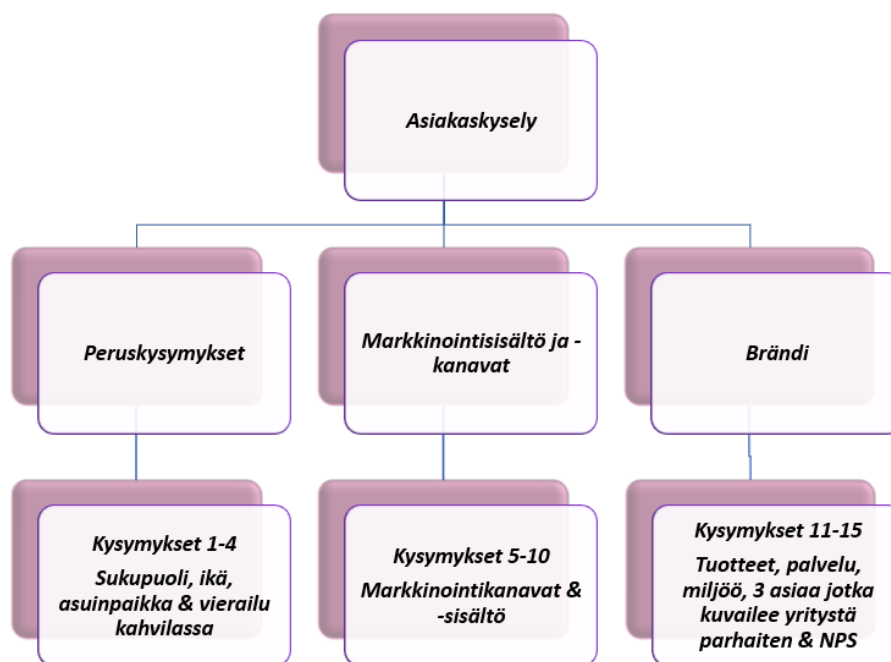 Asiakaskysely
Peruskysymykset
Markkinointisisältö ja -
kanavat
Brändi
Kysymykset 1-4
Sukupuoli, ikä,
asuinpaikka & vierailu
kahvilassa
Kysymykset 5-10
Markkinointikanavat &
-sisältö
Kysymykset 11-15
Tuotteet, palvelu,
miljöö, 3 asiaa jotka
kuvailee yritystä
parhaiten & NPS